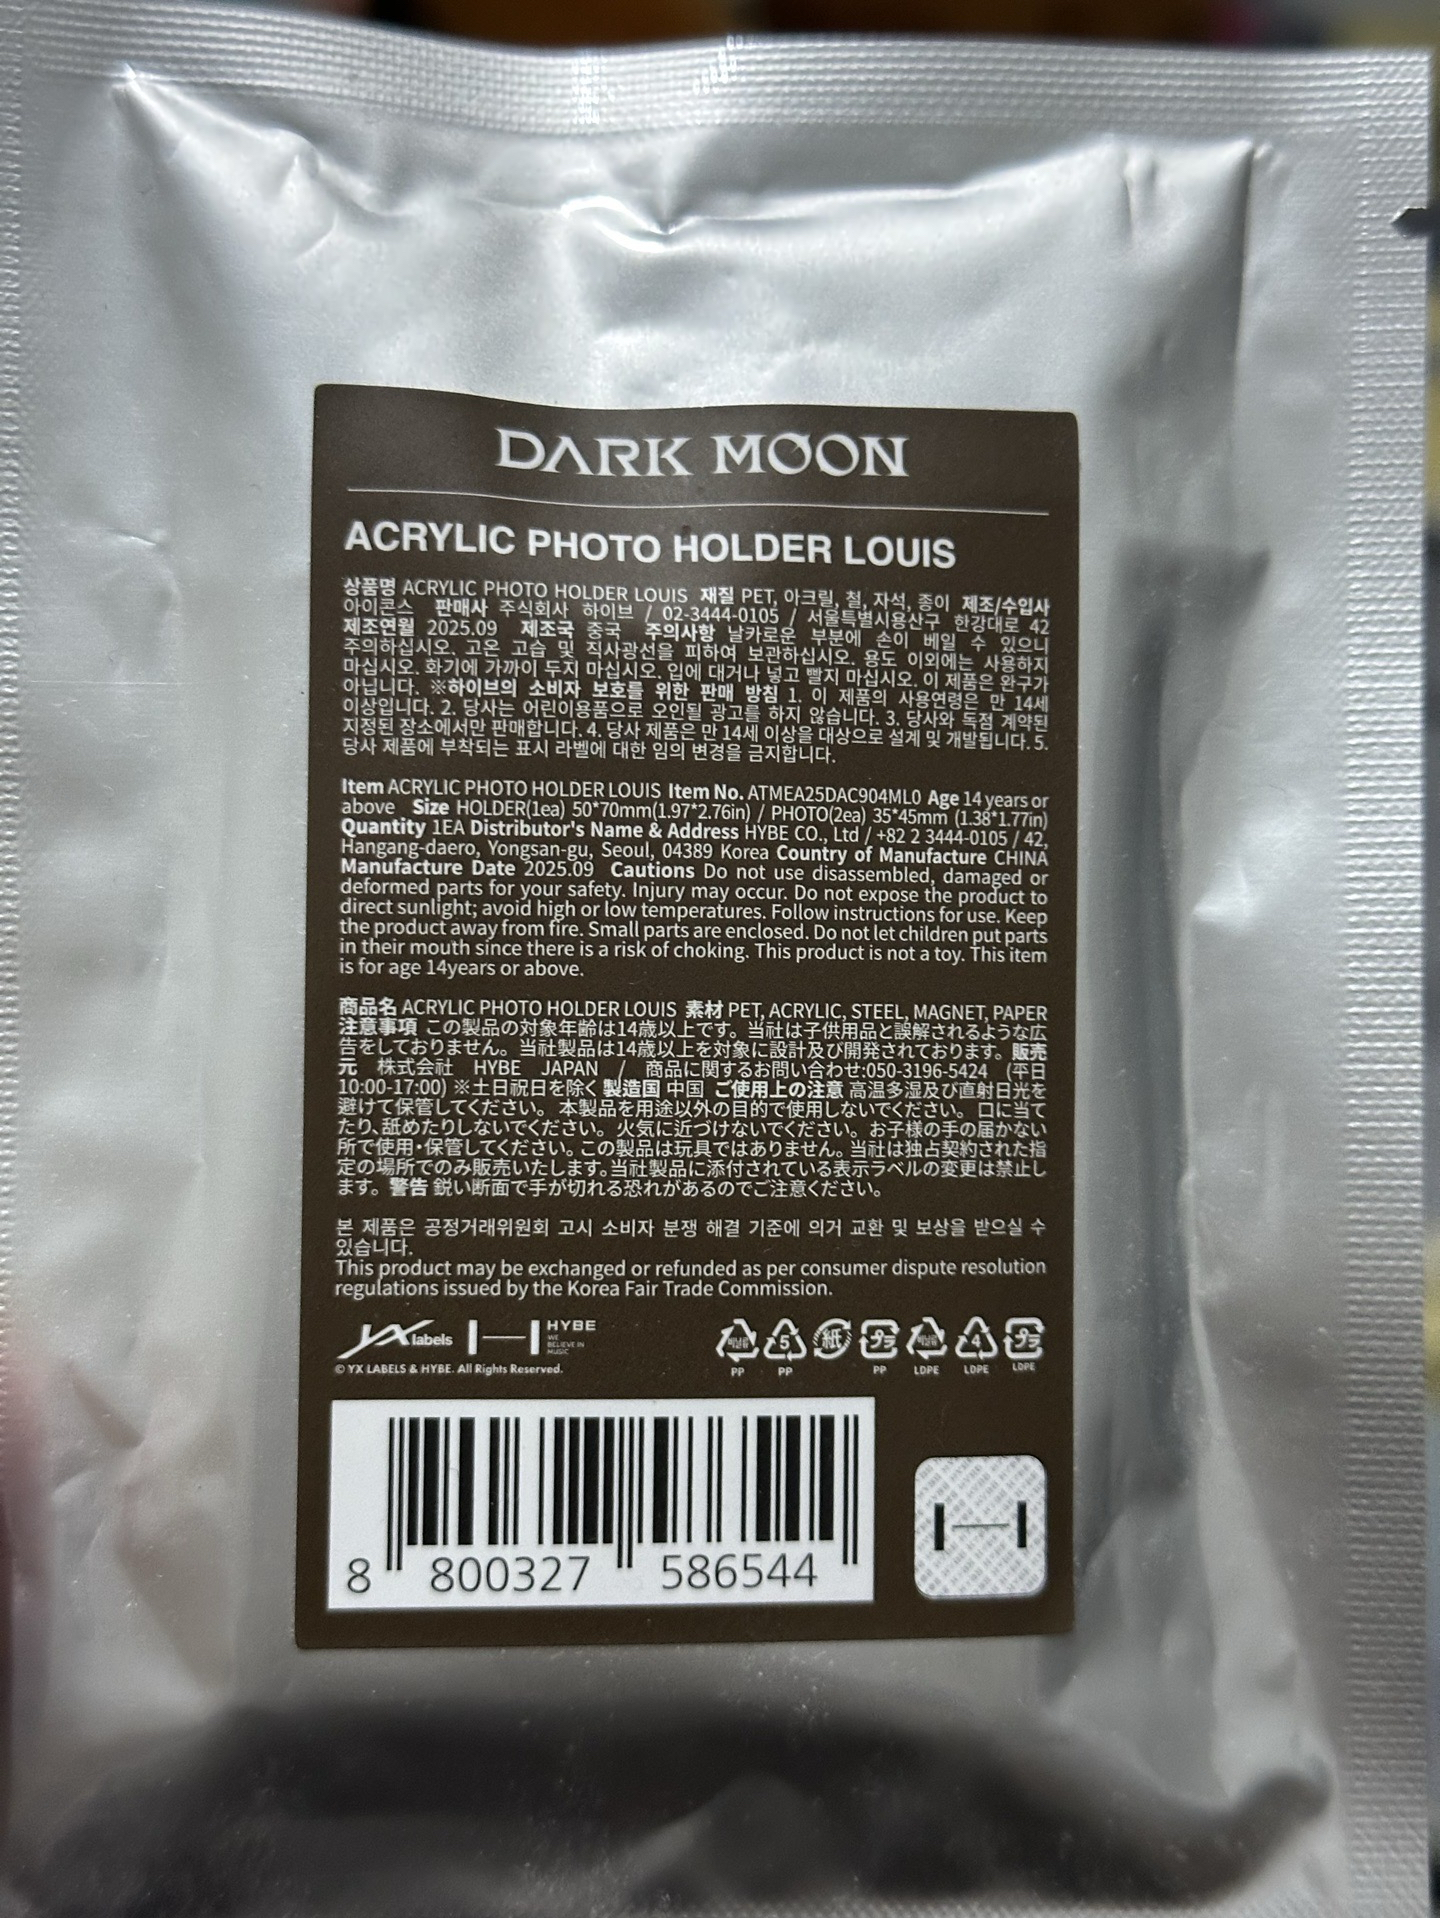 DARK MOON
ACRYLIC PHOTO HOLDER LOUIS
상품명 ACRYLIC PHOTO HOLDER LOUIS 재질 PET, 아크릴, 철, 자석, 종이 제조/수입사
아이콘스 판매사 주식회사 하이브 / 02-3444-0105 / 서울특별시용산구 한강대로 42
제조연월 2025.09 제조국 중국 주의사항 날카로운 부분에 손이 베일 수 있으니
주의하십시오. 고온 고습 및 직사광선을 피하여 보관하십시오. 용도 이외에는 사용하지
마십시오. 화기에 가까이 두지 마십시오. 입에 대거나 넣고 빨지 마십시오. 이 제품은 완구가
아닙니다. ※하이브의 소비자 보호를 위한 판매 방침 1. 이 제품의 사용연령은 만 14세
이상입니다. 2. 당사는 어린이용품으로 오인될 광고를 하지 않습니다. 3. 당사와 독점 계약된
지정된 장소에서만 판매합니다. 4. 당사 제품은 만 14세 이상을 대상으로 설계 및 개발됩니다. 5.
당사 제품에 부착되는 표시 라벨에 대한 임의 변경을 금지합니다.
Item ACRYLIC PHOTO HOLDER LOUIS Item No. ATMEA25DAC904ML0 Age 14 years or
above Size HOLDER(1ea) 50*70mm(1.97*2.76in) / PHOTO(2ea) 35*45mm (1.38*1.77in)
Quantity 1EA Distributor's Name & Address HYBE CO., Ltd / +82 2 3444-0105 / 42,
Hangang-daero, Yongsan-gu, Seoul, 04389 Korea Country of Manufacture CHINA
Manufacture Date 2025.09 Cautions Do not use disassembled, damaged or
deformed parts for your safety. Injury may occur. Do not expose the product to
direct sunlight; avoid high or low temperatures. Follow instructions for use. Keep
the product away from fire. Small parts are enclosed. Do not let children put parts
in their mouth since there is a risk of choking. This product is not a toy. This item
is for age 14years or above.
商品名 ACRYLIC PHOTO HOLDER LOUIS 素材 PET, ACRYLIC, STEEL, MAGNET, PAPER
注意事項 この製品の対象年齢は14歳以上です。当社は子供用品と誤解されるような広
告をしておりません。当社製品は14歳以上を対象に設計及び開発されております。販売
元 株式会社 HYBE JAPAN / 商品に関するお問い合わせ:050-3196-5424 (平日
10:00-17:00) ※土日祝日を除く 製造国 中国 ご使用上の注意 高温多湿及び直射日光を
避けて保管してください。 本製品を用途以外の目的で使用しないでください。 口に当て
たり、舐めたりしないでください。 火気に近づけないでください。 お子様の手の届かない
所で使用・保管してください。この製品は玩具ではありません。当社は独占契約された指
定の場所でのみ販売いたします。当社製品に添付されている表示ラベルの変更は禁止し
ます。 警告 鋭い断面で手が切れる恐れがあるのでご注意ください。
본 제품은 공정거래위원회 고시 소비자 분쟁 해결 기준에 의거 교환 및 보상을 받으실 수
있습니다.
This product may be exchanged or refunded as per consumer dispute resolution
regulations issued by the Korea Fair Trade Commission.
YX labels HYBE
WE
BELIEVE IN
MUSIC
비닐류 5 紙 プラ 비닐류 4 プラ
PP PP PP LDPE LDPE LDPE
© YX LABELS & HYBE. All Rights Reserved.
8 800327 586544